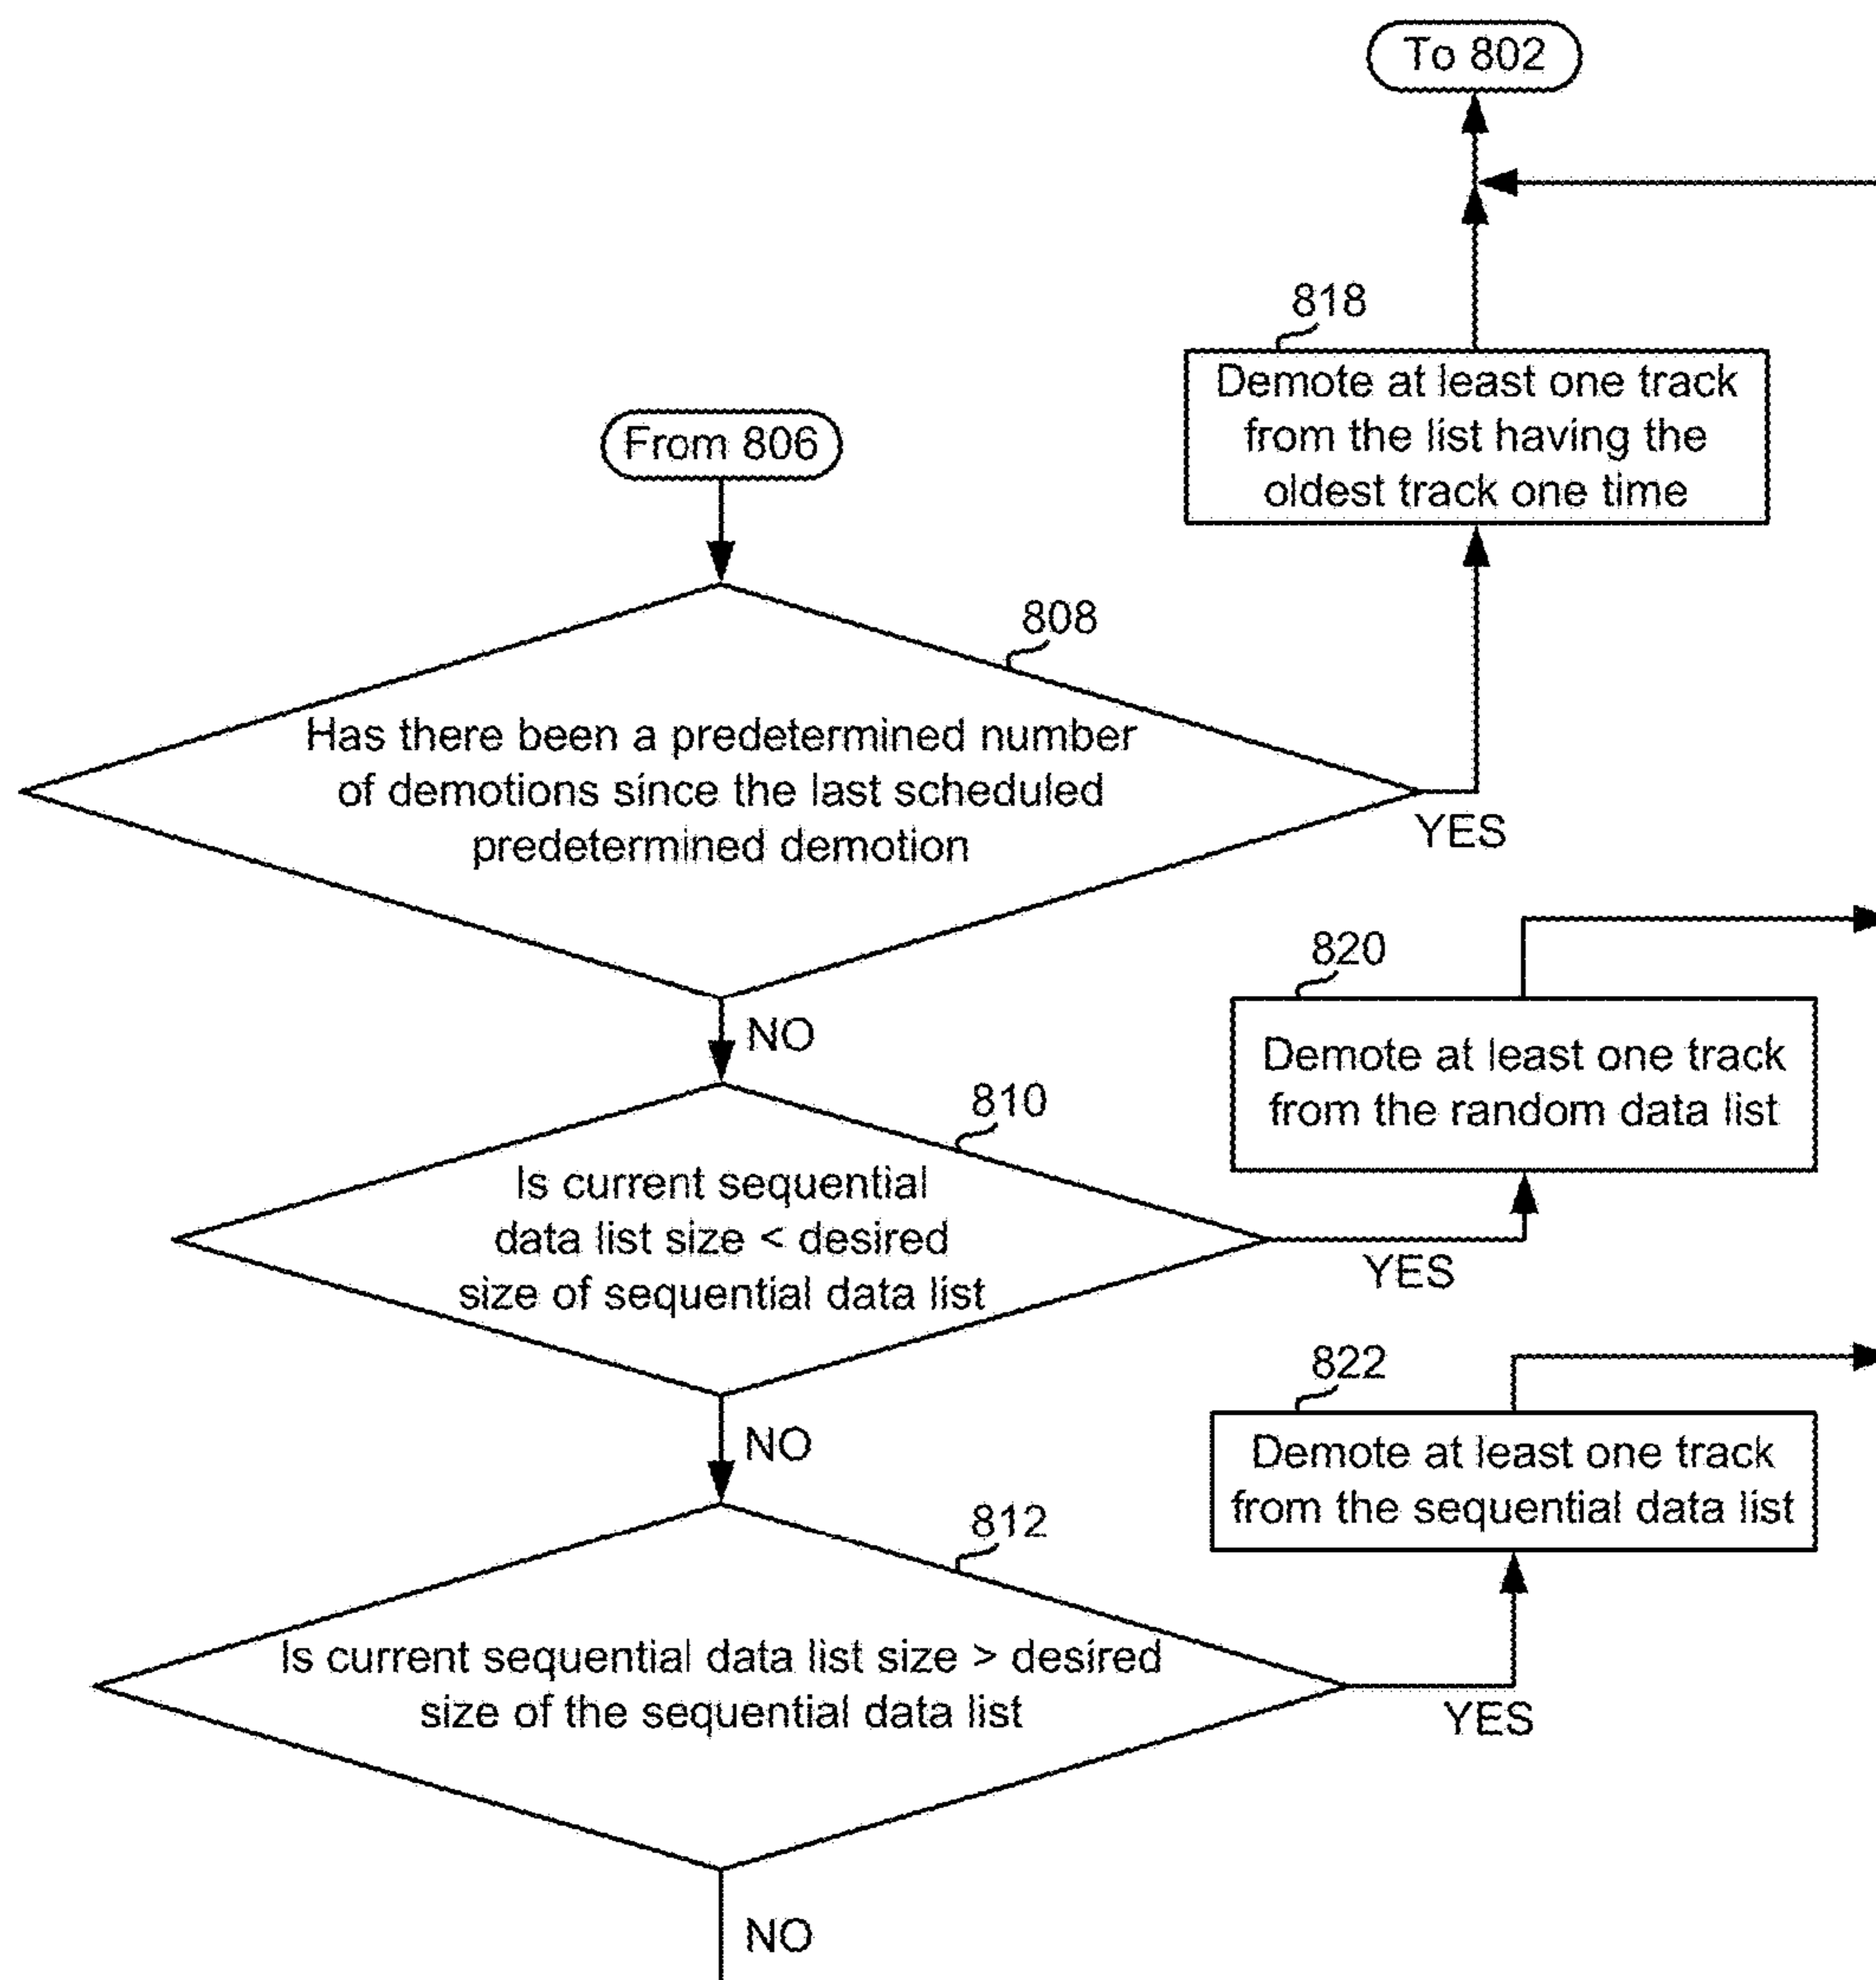 To 802
818
Demote at least one track
from the list having the
oldest track one time
From 806
808
Has there been a predetermined number
of demotions since the last scheduled
predetermined demotion
YES
NO
820
Demote at least one track
from the random data list
810
Is current sequential
data list size < desired
size of sequential data list
YES
NO
822
Demote at least one track
from the sequential data list
812
Is current sequential data list size > desired
size of the sequential data list
YES
NO